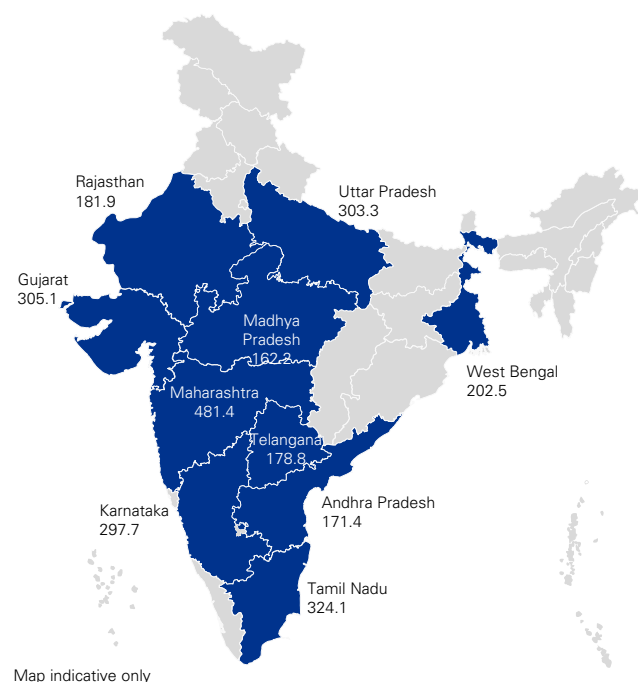 Rajasthan
181.9
Uttar Pradesh
303.3
Gujarat
305.1
Madhya
Pradesh
162.2
Maharashtra
481.4
West Bengal
202.5
Telangana
178.8
Karnataka
297.7
Andhra Pradesh
171.4
Tamil Nadu
324.1
Map indicative only